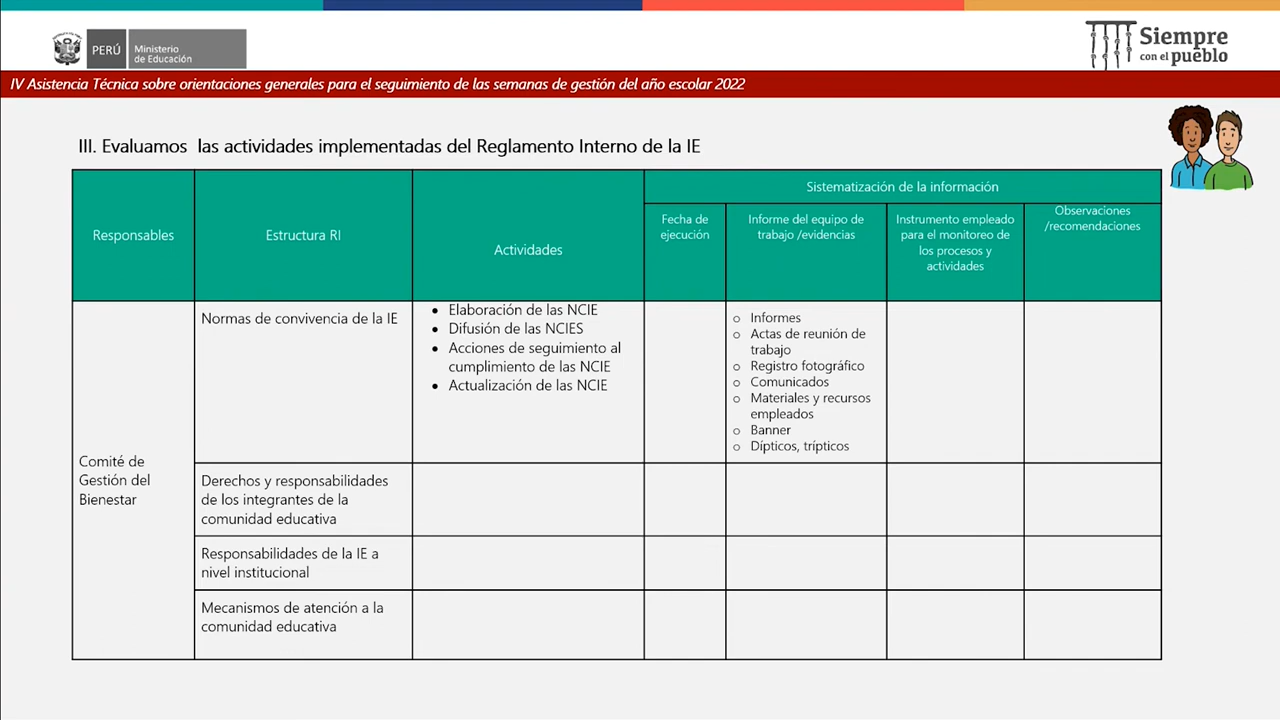 PERÚ
Ministerio
de Educación
Siempre
con el pueblo
IV Asistencia Técnica sobre orientaciones generales para el seguimiento de las semanas de gestión del año escolar 2022
III. Evaluamos las actividades implementadas del Reglamento Interno de la IE
Responsables
Estructura RI
Actividades
Sistematización de la información
Fecha de
ejecución
Informe del equipo de
trabajo /evidencias
Instrumento empleado
para el monitoreo de
los procesos y
actividades
Observaciones
/recomendaciones
Comité de
Gestión del
Bienestar
Normas de convivencia de la IE
• Elaboración de las NCIE
• Difusión de las NCIES
• Acciones de seguimiento al
cumplimiento de las NCIE
• Actualización de las NCIE
o Informes
o Actas de reunión de
trabajo
o Registro fotográfico
o Comunicados
o Materiales y recursos
empleados
o Banner
o Dípticos, trípticos
Derechos y responsabilidades
de los integrantes de la
comunidad educativa
Responsabilidades de la IE a
nivel institucional
Mecanismos de atención a la
comunidad educativa